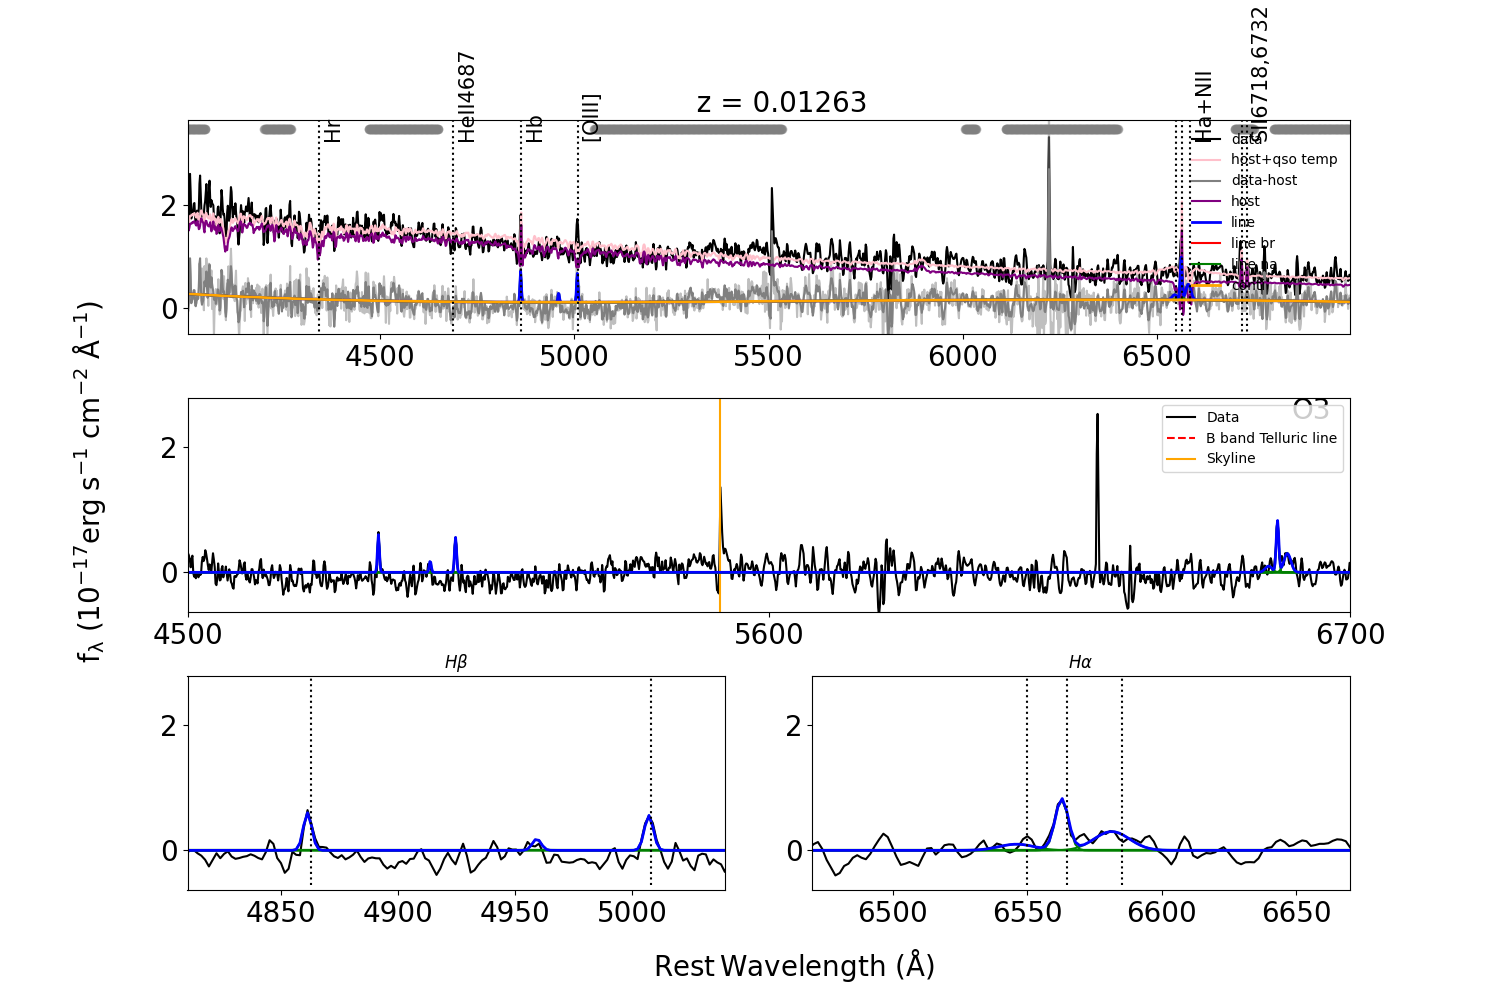 z = 0.01263
Hr
HeII4687
Hb
[OIII]
Ha+NII
SII6718,6732
data
host+qso temp
data-host
host
line
line br
line na
conti
2
0
4500
5000
5500
6000
6500
f_λ (10^{-17}erg s^{-1} cm^{-2} Å^{-1})
O3
Data
B band Telluric line
Skyline
2
0
4500
5600
6700
Hβ
2
0
4850
4900
4950
5000
Hα
2
0
6500
6550
6600
6650
Rest Wavelength (Å)